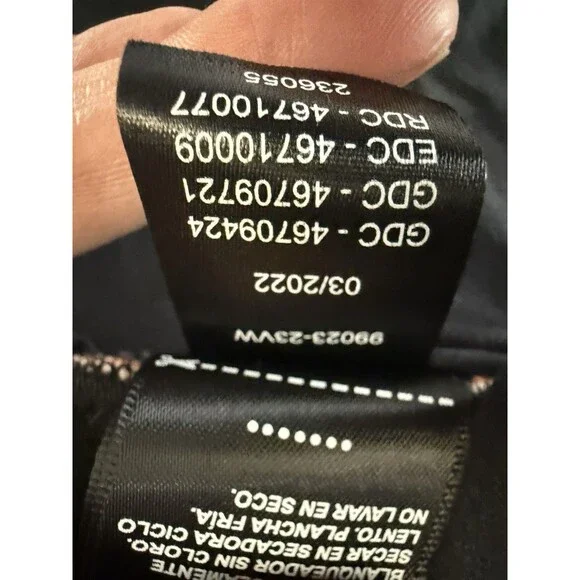 BLANQUEADOR SIN CLORO.
SECAR EN SECADORA CICLO
LENTO. PLANCHA FRÍA.
NO LAVAR EN SECO.
99023-23VW
03/2022
GDC - 46709424
GDC - 46709721
EDC - 46710009
RDC - 46710077
236055